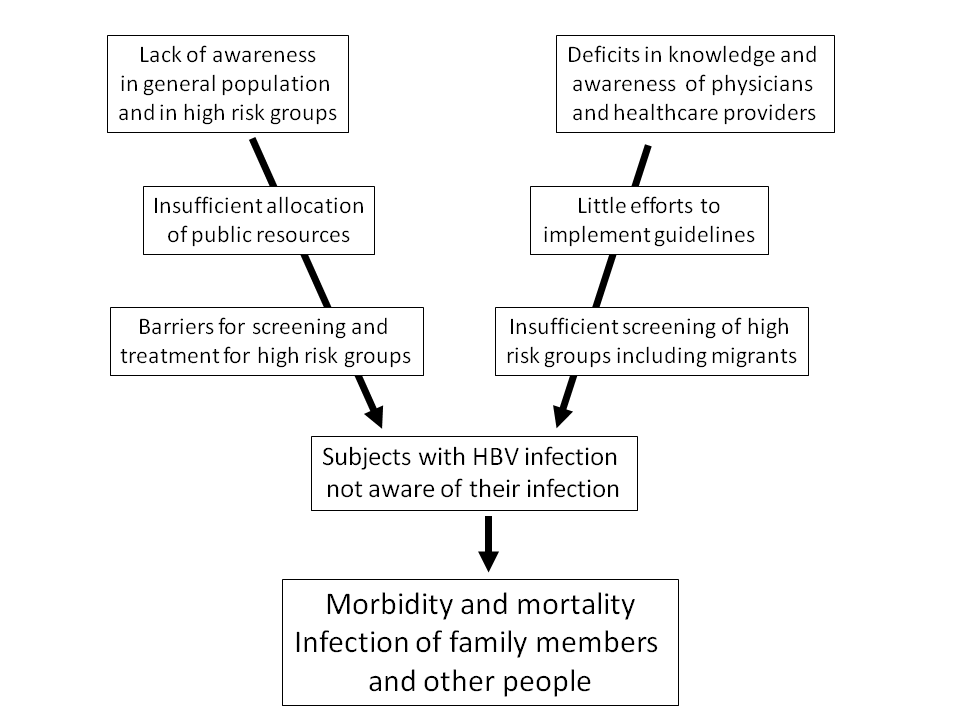 Lack of awareness
in general population
and in high risk groups
Deficits in knowledge and
awareness of physicians
and healthcare providers
Insufficient allocation
of public resources
Little efforts to
implement guidelines
Barriers for screening and
treatment for high risk groups
Insufficient screening of high
risk groups including migrants
Subjects with HBV infection
not aware of their infection
Morbidity and mortality
Infection of family members
and other people